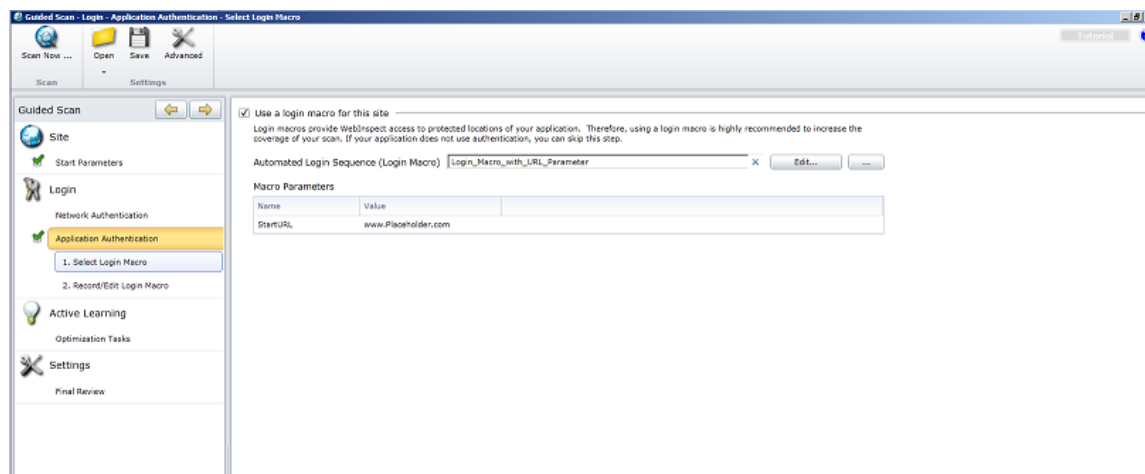 Guided Scan - Login - Application Authentication - Select Login Macro
Tutorial
Scan Now ...
Open
Save
Advanced
Scan
Settings
Guided Scan
Site
Start Parameters
Login
Network Authentication
Application Authentication
1. Select Login Macro
2. Record/Edit Login Macro
Active Learning
Optimization Tasks
Settings
Final Review
Use a login macro for this site
Login macros provide WebInspect access to protected locations of your application. Therefore, using a login macro is highly recommended to increase the
coverage of your scan. If your application does not use authentication, you can skip this step.
Automated Login Sequence (Login Macro) Login_Macro_with_URL_Parameter X Edit... ...
Macro Parameters
Name Value
StartURL www.Placeholder.com